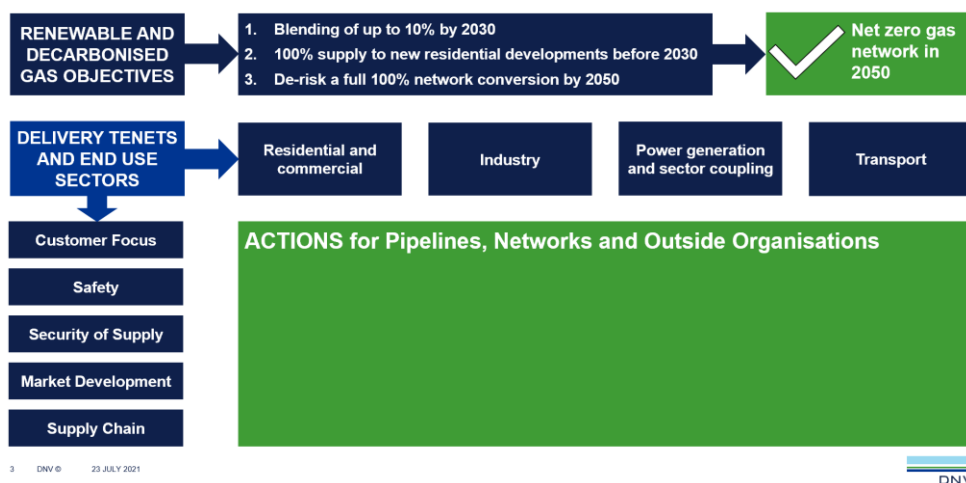 RENEWABLE AND
DECARBONISED
GAS OBJECTIVES
1. Blending of up to 10% by 2030
2. 100% supply to new residential developments before 2030
3. De-risk a full 100% network conversion by 2050
Net zero gas
network in
2050
DELIVERY TENETS
AND END USE
SECTORS
Residential and
commercial
Industry
Power generation
and sector coupling
Transport
Customer Focus
Safety
Security of Supply
Market Development
Supply Chain
ACTIONS for Pipelines, Networks and Outside Organisations
3 DNV © 23 JULY 2021
DNV